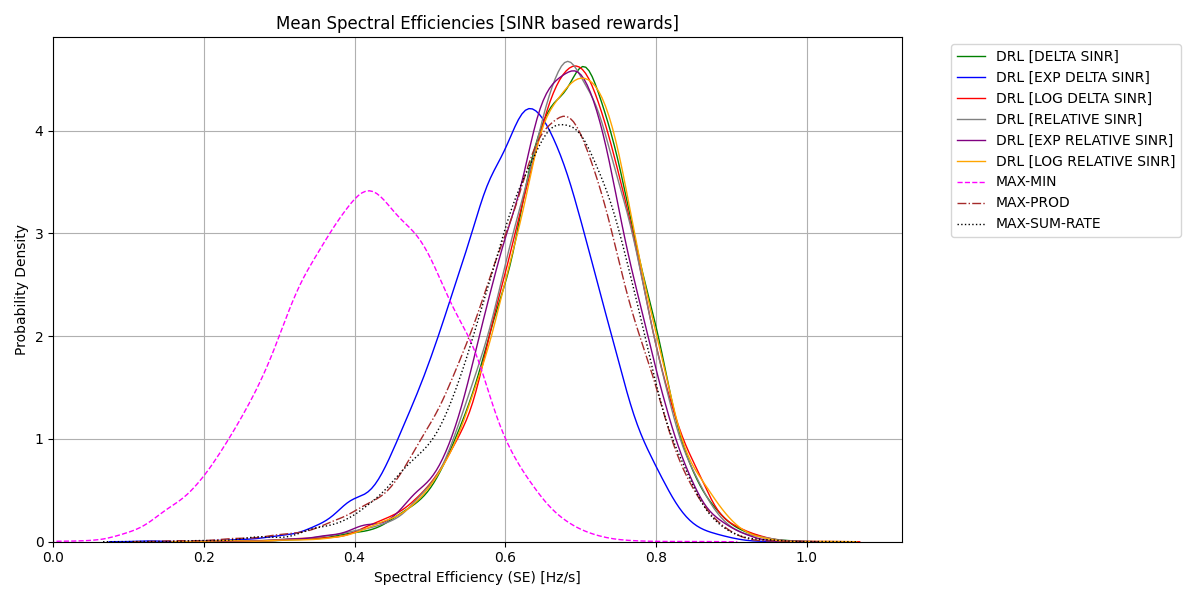 Mean Spectral Efficiencies [SINR based rewards]
Probability Density
4
3
2
1
0
0.0 0.2 0.4 0.6 0.8 1.0
Spectral Efficiency (SE) [Hz/s]
DRL [DELTA SINR]
DRL [EXP DELTA SINR]
DRL [LOG DELTA SINR]
DRL [RELATIVE SINR]
DRL [EXP RELATIVE SINR]
DRL [LOG RELATIVE SINR]
MAX-MIN
MAX-PROD
MAX-SUM-RATE